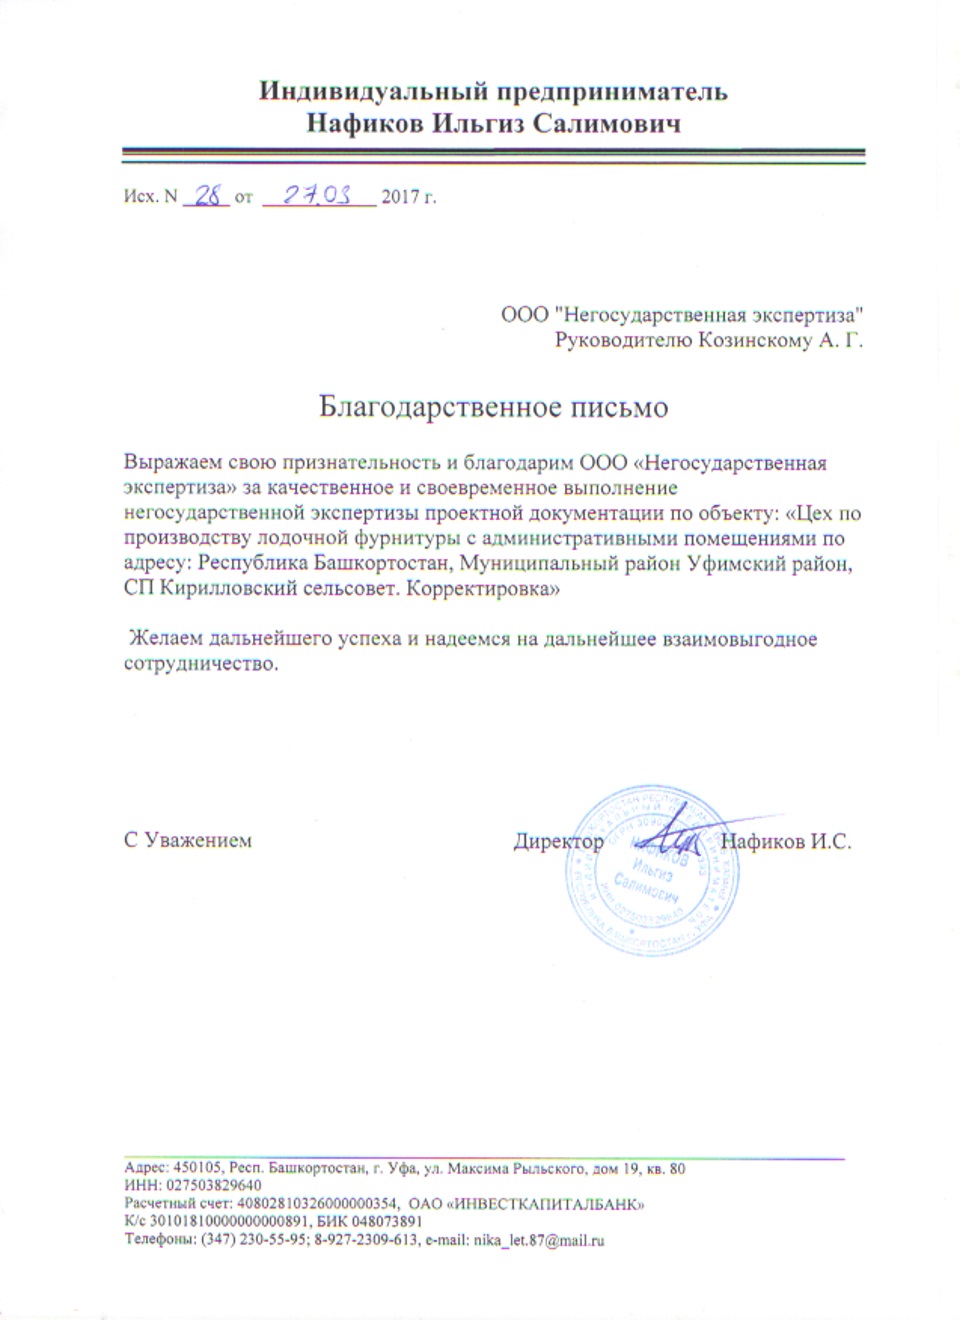 Индивидуальный предприниматель
Нафиков Ильгиз Салимович
Исх. N 28 от 27.03 2017 г.
ООО "Негосударственная экспертиза"
Руководителю Козинскому А. Г.
Благодарственное письмо
Выражаем свою признательность и благодарим ООО «Негосударственная
экспертиза» за качественное и своевременное выполнение
негосударственной экспертизы проектной документации по объекту: «Цех по
производству лодочной фурнитуры с административными помещениями по
адресу: Республика Башкортостан, Муниципальный район Уфимский район,
СП Кирилловский сельсовет. Корректировка»
Желаем дальнейшего успеха и надеемся на дальнейшее взаимовыгодное
сотрудничество.
С Уважением Директор Нафиков И.С.
НАФИКОВ
Ильгиз
Салимович
Адрес: 450105, Респ. Башкортостан, г. Уфа, ул. Максима Рыльского, дом 19, кв. 80
ИНН: 027503829640
Расчетный счет: 40802810326000000354, ОАО «ИНВЕСТКАПИТАЛБАНК»
К/с 30101810000000000891, БИК 048073891
Телефоны: (347) 230-55-95; 8-927-2309-613, e-mail: nika_let.87@mail.ru